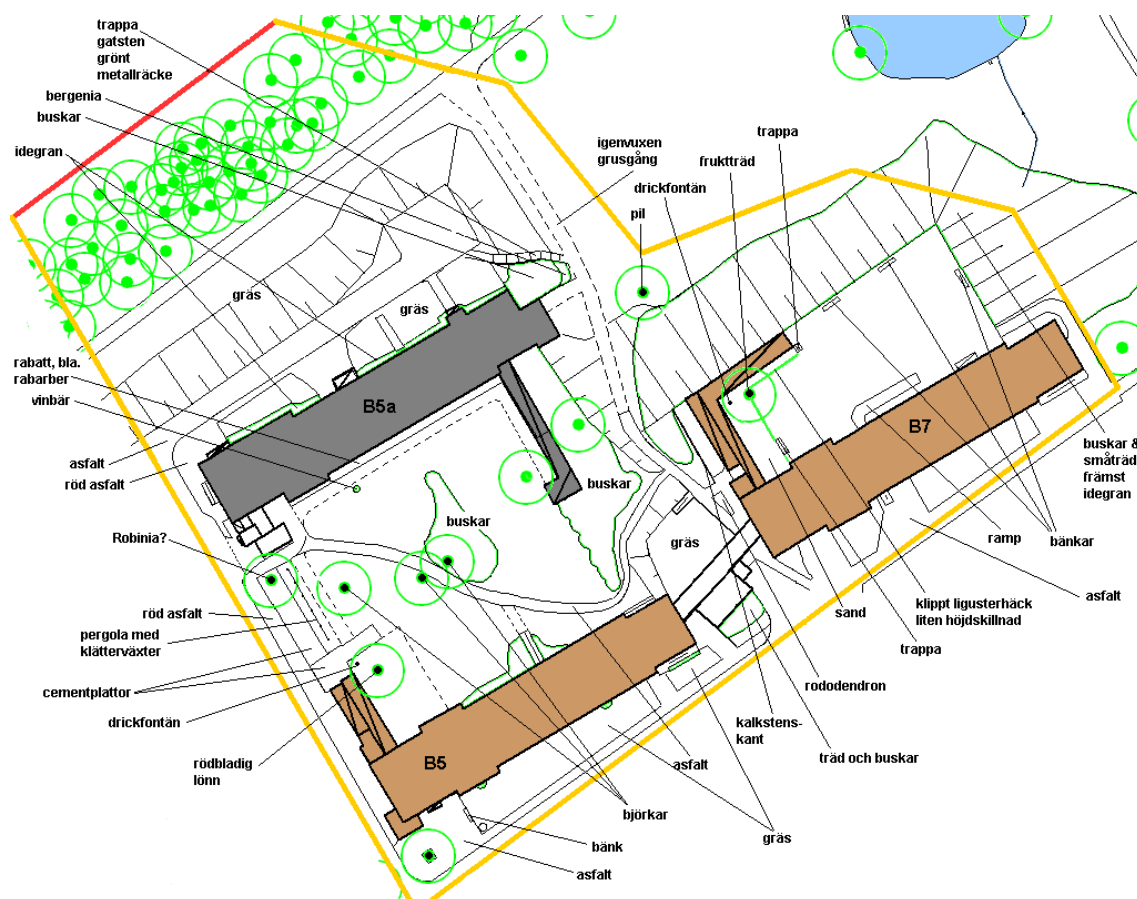 trappa
gatsten
grönt
metallräcke
bergenia
buskar
idegran
igenvuxen
grusgång
trappa
fruktträd
drickfontän
pil
gräs
gräs
rabatt, bla.
rabarber
vinbär
B5a
B7
asfalt
röd asfalt
buskar &
småträd
främst
idegran
buskar
buskar
Robinia?
gräs
ramp
bänkar
asfalt
röd asfalt
sand
klippt ligusterhäck
liten höjdskillnad
pergola med
klätterväxter
trappa
cementplattor
rododendron
drickfontän
kalkstens-
kant
träd och buskar
rödbladig
lönn
B5
asfalt
björkar
gräs
bänk
asfalt